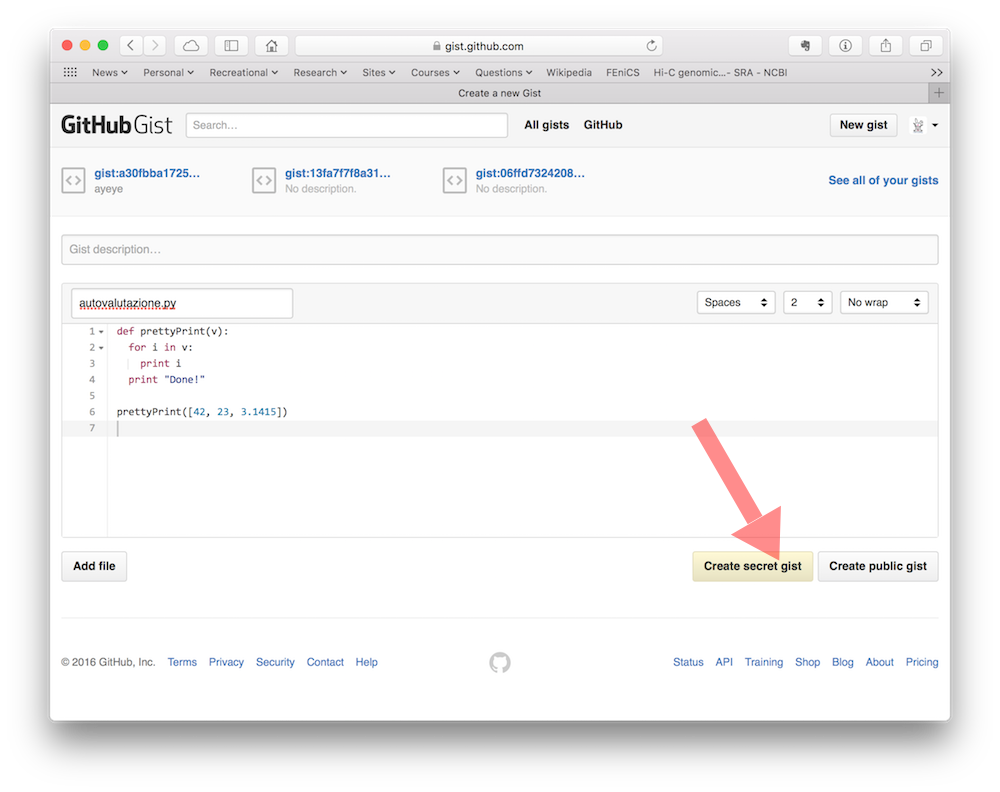 gist.github.com
News Personal Recreational Research Sites Courses Questions Wikipedia FEniCS Hi-C genomic...- SRA - NCBI >>
Create a new Gist +
GitHub Gist Search... All gists GitHub New gist
gist:a30fbba1725... gist:13fa7f7f8a31... gist:06ffd7324208... See all of your gists
ayeye No description. No description.
Gist description...
autovalutazione.py Spaces 2 No wrap
1 def prettyPrint(v):
2 for i in v:
3 print i
4 print "Done!"
5
6 prettyPrint([42, 23, 3.1415])
7
Add file Create secret gist Create public gist
© 2016 GitHub, Inc. Terms Privacy Security Contact Help Status API Training Shop Blog About Pricing